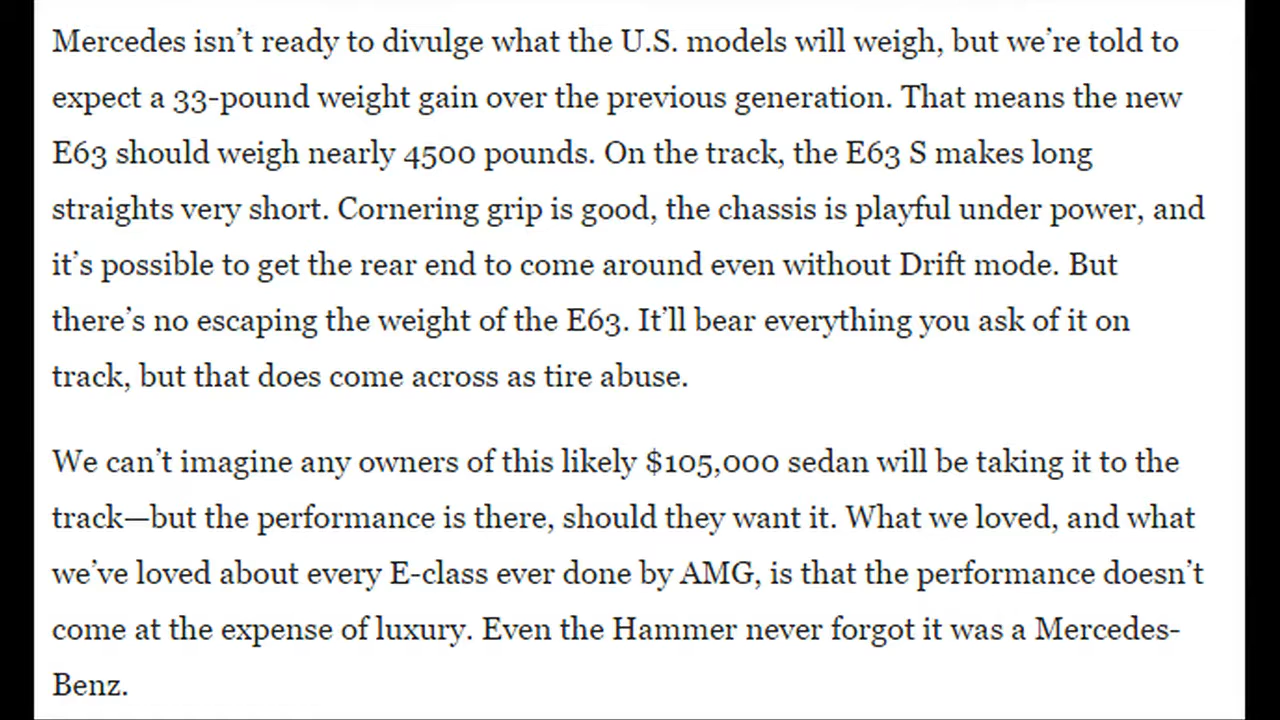 Mercedes isn’t ready to divulge what the U.S. models will weigh, but we’re told to
expect a 33-pound weight gain over the previous generation. That means the new
E63 should weigh nearly 4500 pounds. On the track, the E63 S makes long
straights very short. Cornering grip is good, the chassis is playful under power, and
it’s possible to get the rear end to come around even without Drift mode. But
there’s no escaping the weight of the E63. It’ll bear everything you ask of it on
track, but that does come across as tire abuse.
We can’t imagine any owners of this likely $105,000 sedan will be taking it to the
track—but the performance is there, should they want it. What we loved, and what
we’ve loved about every E-class ever done by AMG, is that the performance doesn’t
come at the expense of luxury. Even the Hammer never forgot it was a Mercedes-
Benz.